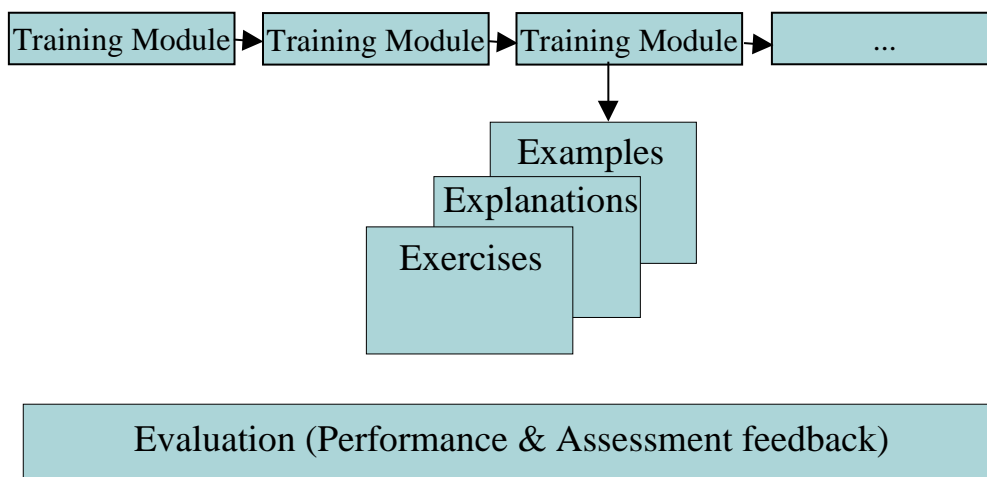 Training Module
Training Module
Training Module
...
Examples
Explanations
Exercises
Evaluation (Performance & Assessment feedback)